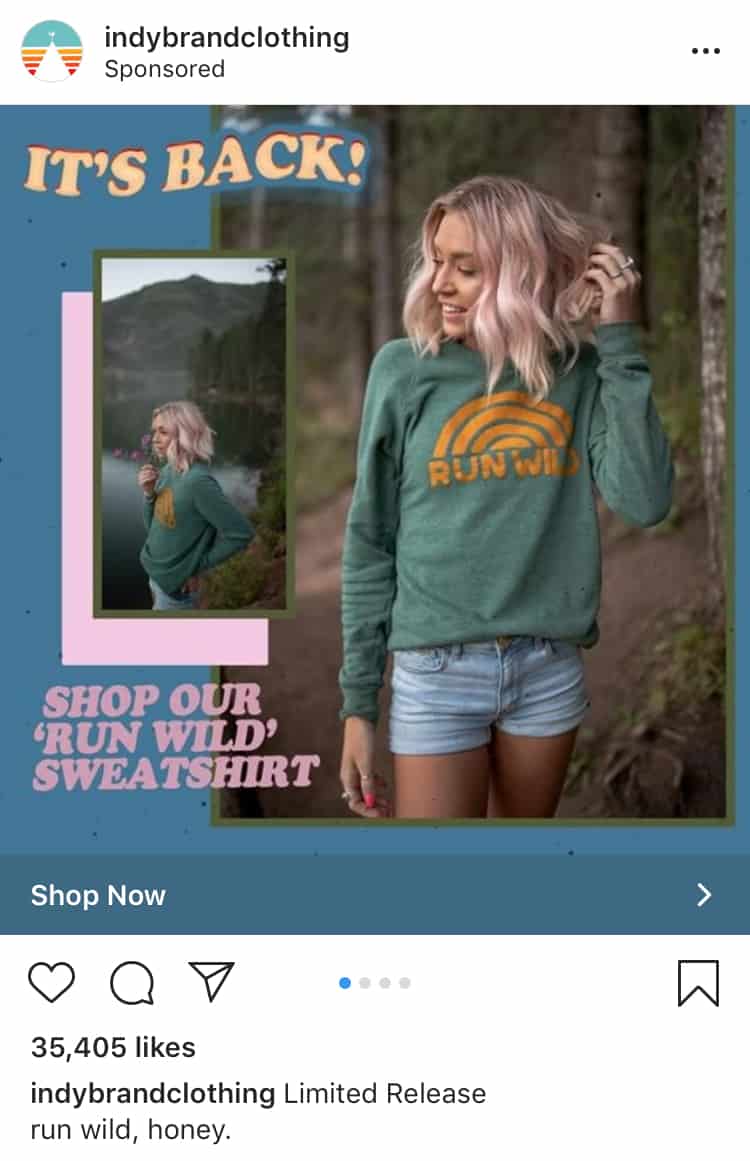 indybrandclothing
Sponsored
IT'S BACK!
RUN WILD
SHOP OUR
'RUN WILD'
SWEATSHIRT
Shop Now
35,405 likes
indybrandclothing Limited Release
run wild, honey.